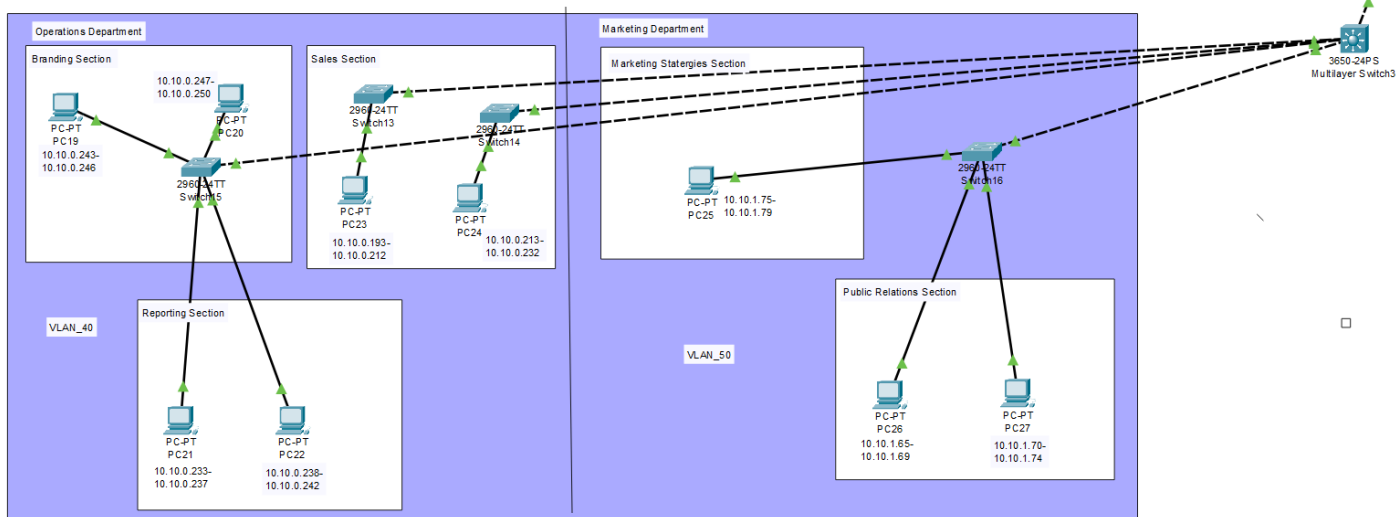 Operations Department
Branding Section
10.10.0.247-
10.10.0.250
PC-PT
PC19
10.10.0.243-
10.10.0.246
PC-PT
PC20
2960-24TT
Switch15
Sales Section
2960-24TT
Switch13
2960-24TT
Switch14
PC-PT
PC23
10.10.0.193-
10.10.0.212
PC-PT
PC24
10.10.0.213-
10.10.0.232
Reporting Section
VLAN_40
PC-PT
PC21
10.10.0.233-
10.10.0.237
PC-PT
PC22
10.10.0.238-
10.10.0.242
Marketing Department
Marketing Statergies Section
PC-PT
PC25
10.10.1.75-
10.10.1.79
2960-24TT
Switch16
Public Relations Section
VLAN_50
PC-PT
PC26
10.10.1.65-
10.10.1.69
PC-PT
PC27
10.10.1.70-
10.10.1.74
3650-24PS
Multilayer Switch3